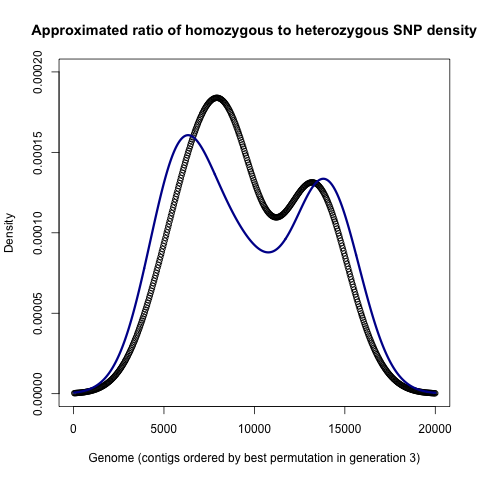 Approximated ratio of homozygous to heterozygous SNP density
0.00020
0.00015
0.00010
0.00005
0.00000
Density
0 5000 10000 15000 20000
Genome (contigs ordered by best permutation in generation 3)